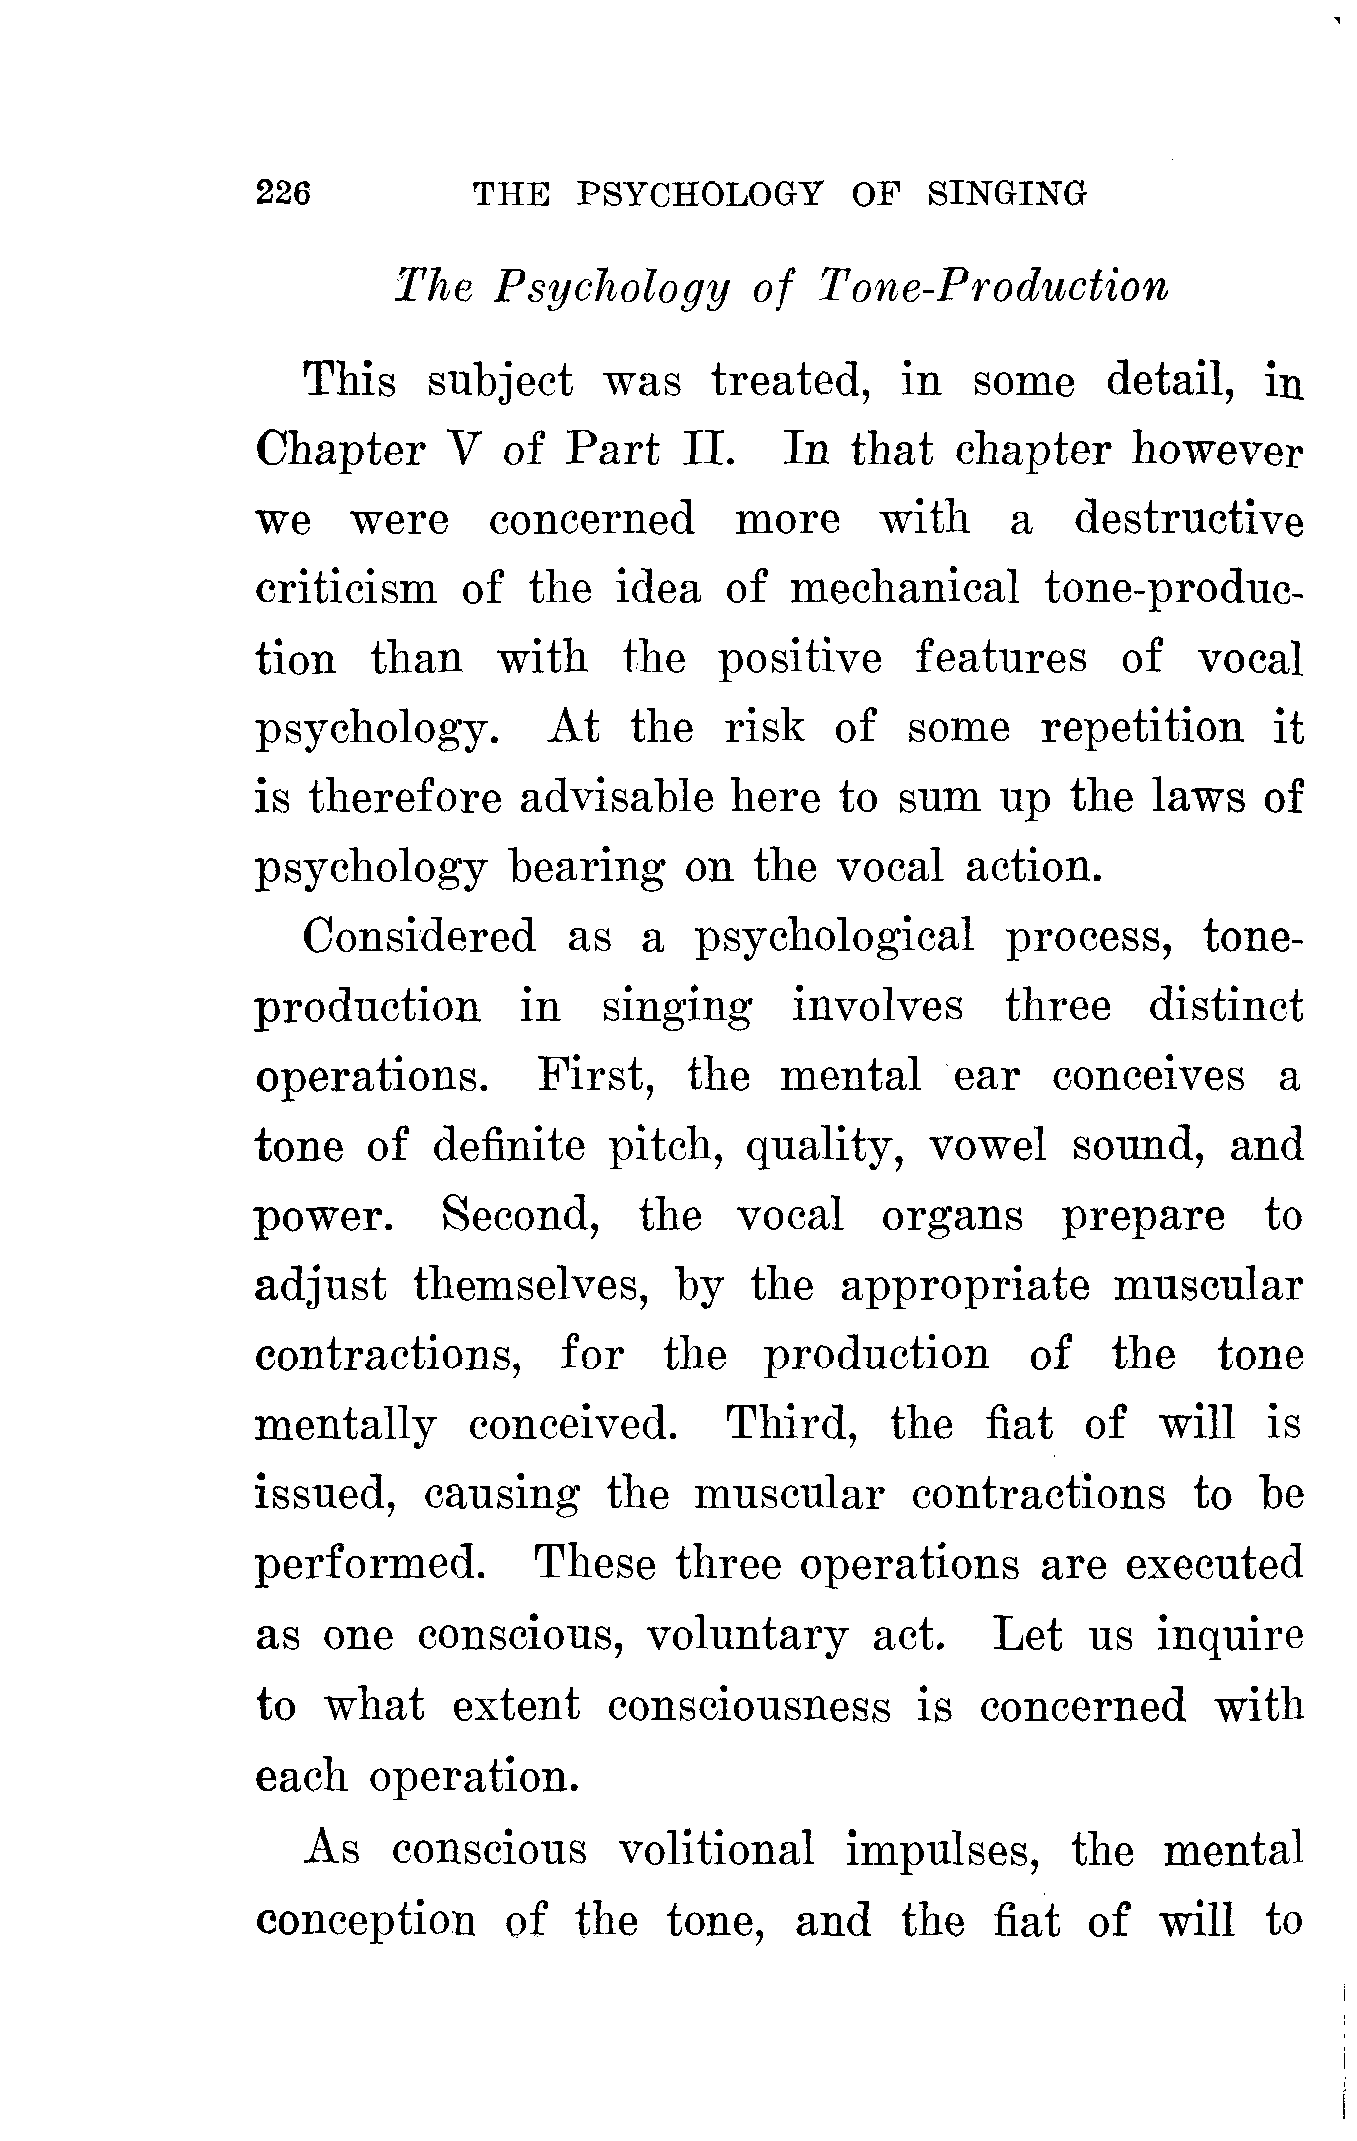 226 THE PSYCHOLOGY OF SINGING
The Psychology of Tone-Production
This subject was treated, in some detail, in
Chapter V of Part II. In that chapter however
we were concerned more with a destructive
criticism of the idea of mechanical tone-produc-
tion than with the positive features of vocal
psychology. At the risk of some repetition it
is therefore advisable here to sum up the laws of
psychology bearing on the vocal action.
Considered as a psychological process, tone-
production in singing involves three distinct
operations. First, the mental ear conceives a
tone of definite pitch, quality, vowel sound, and
power. Second, the vocal organs prepare to
adjust themselves, by the appropriate muscular
contractions, for the production of the tone
mentally conceived. Third, the fiat of will is
issued, causing the muscular contractions to be
performed. These three operations are executed
as one conscious, voluntary act. Let us inquire
to what extent consciousness is concerned with
each operation.
As conscious volitional impulses, the mental
conception of the tone, and the fiat of will to